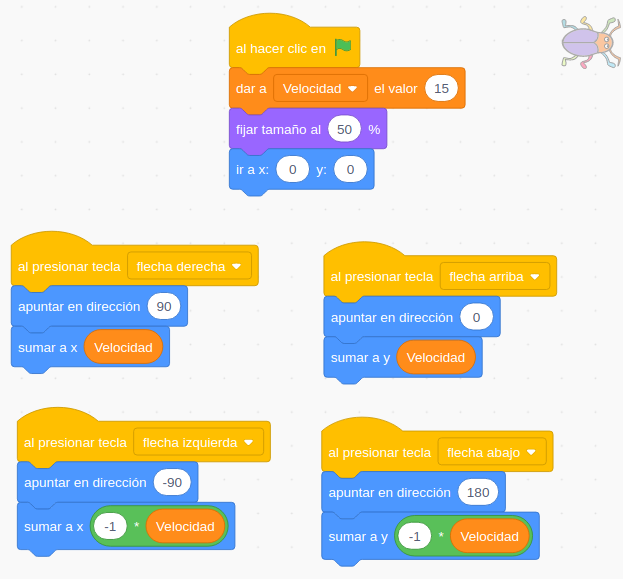 al hacer clic en
dar a Velocidad el valor 15
fijar tamaño al 50 %
ir a x: 0 y: 0
al presionar tecla flecha derecha
apuntar en dirección 90
sumar a x Velocidad
al presionar tecla flecha arriba
apuntar en dirección 0
sumar a y Velocidad
al presionar tecla flecha izquierda
apuntar en dirección -90
sumar a x -1 * Velocidad
al presionar tecla flecha abajo
apuntar en dirección 180
sumar a y -1 * Velocidad